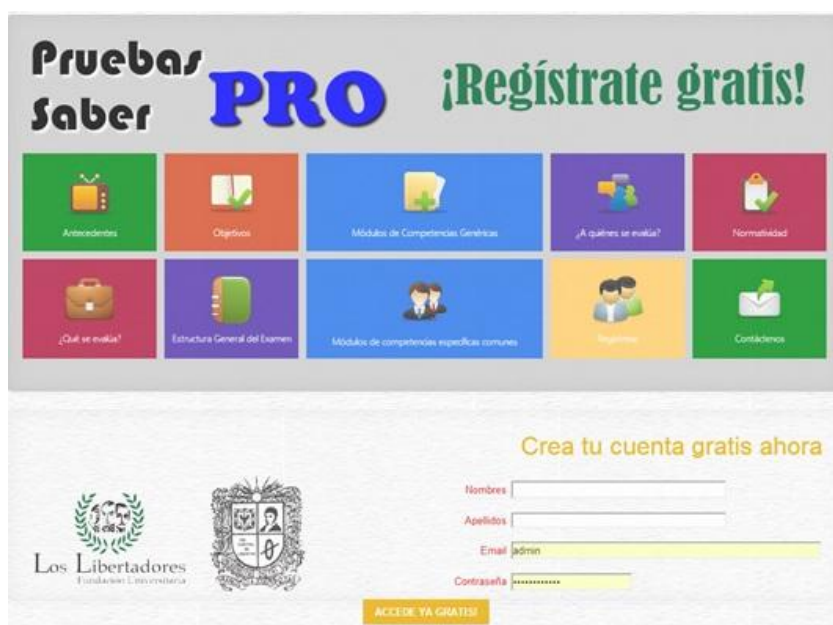 Pruebas
Saber
PRO
¡Regístrate gratis!
Antecedentes
Objetivos
Módulos de Competencias Genéricas
¿A quiénes se evalúa?
Normatividad
¿Qué se evalúa?
Estructura General del Examen
Módulos de competencias específicas comunes
Contáctenos
Crea tu cuenta gratis ahora
Nombres
Apellidos
Email admin
Contraseña ••••••••••••
Los Libertadores
Fundación Universitaria
ACCEDE YA GRATIS!